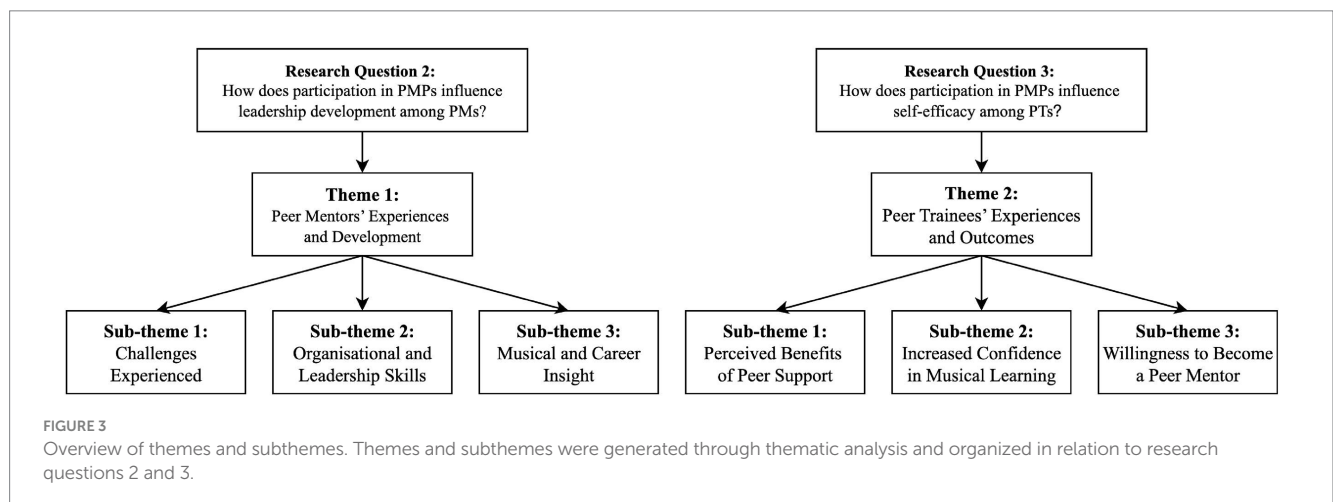 Research Question 2:
How does participation in PMPs influence
leadership development among PMs?
Theme 1:
Peer Mentors’ Experiences
and Development
Sub-theme 1:
Challenges
Experienced
Sub-theme 2:
Organisational and
Leadership Skills
Sub-theme 3:
Musical and Career
Insight
Research Question 3:
How does participation in PMPs influence
self-efficacy among PTs?
Theme 2:
Peer Trainees’ Experiences
and Outcomes
Sub-theme 1:
Perceived Benefits
of Peer Support
Sub-theme 2:
Increased Confidence
in Musical Learning
Sub-theme 3:
Willingness to Become
a Peer Mentor
FIGURE 3
Overview of themes and subthemes. Themes and subthemes were generated through thematic analysis and organized in relation to research
questions 2 and 3.